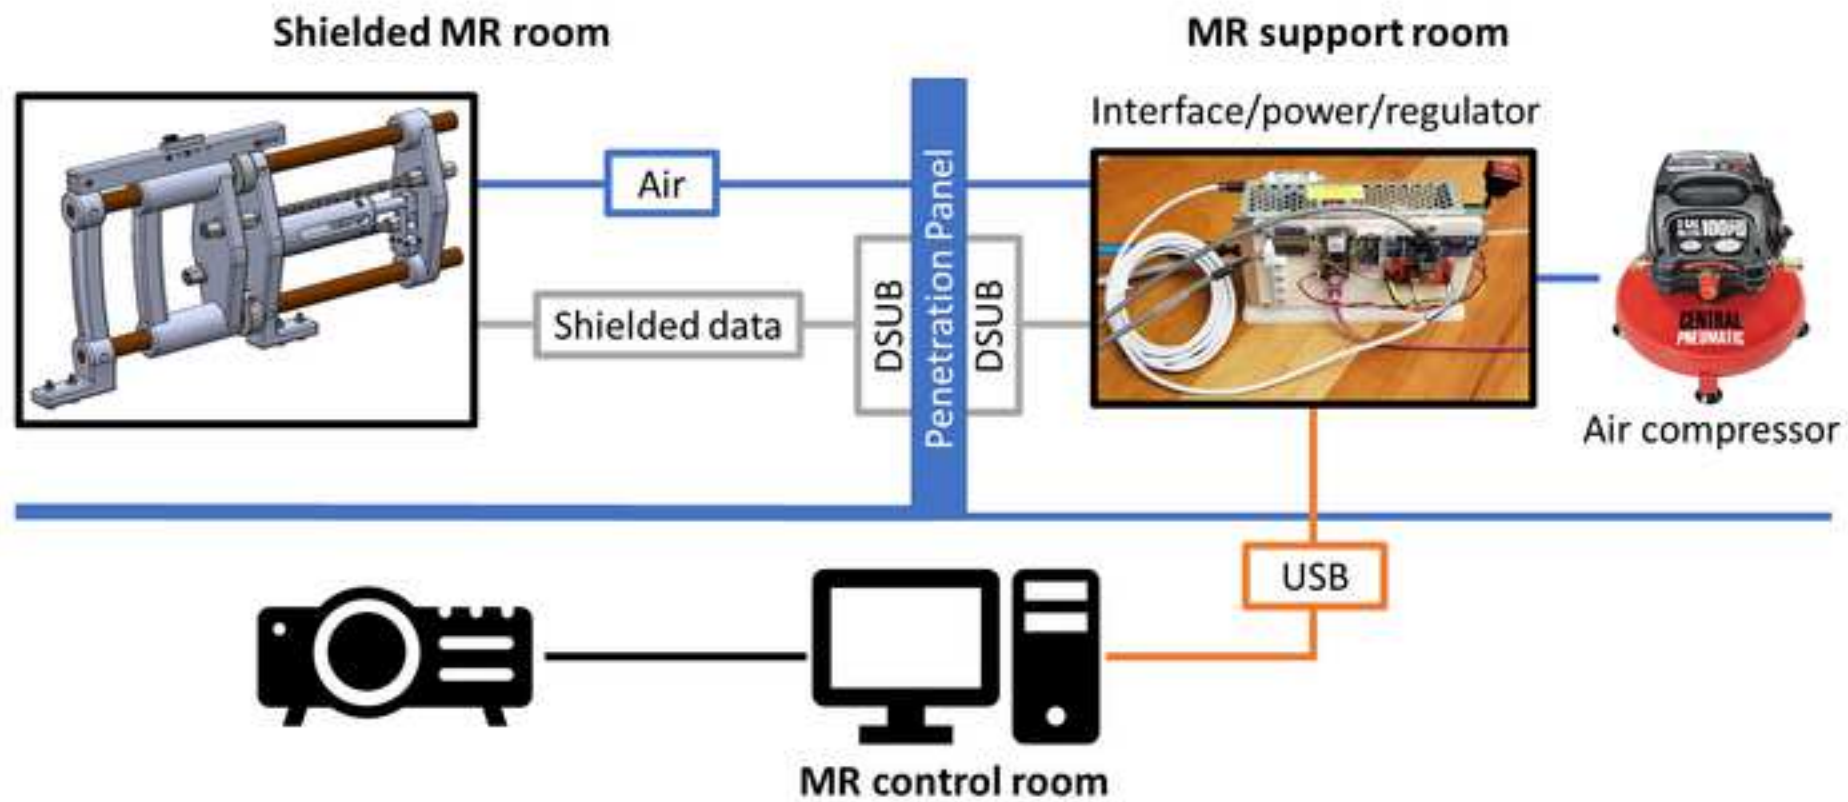 Shielded MR room
MR support room
Interface/power/regulator
Air
Penetration Panel
DSUB
DSUB
Shielded data
100PSI
CENTRAL
PNEUMATIC
Air compressor
USB
MR control room